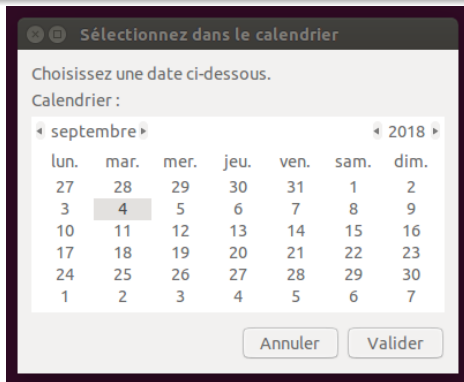 Sélectionnez dans le calendrier
Choisissez une date ci-dessous.
Calendrier :
septembre 2018
lun. mar. mer. jeu. ven. sam. dim.
27 28 29 30 31 1 2
3 4 5 6 7 8 9
10 11 12 13 14 15 16
17 18 19 20 21 22 23
24 25 26 27 28 29 30
1 2 3 4 5 6 7
Annuler Valider